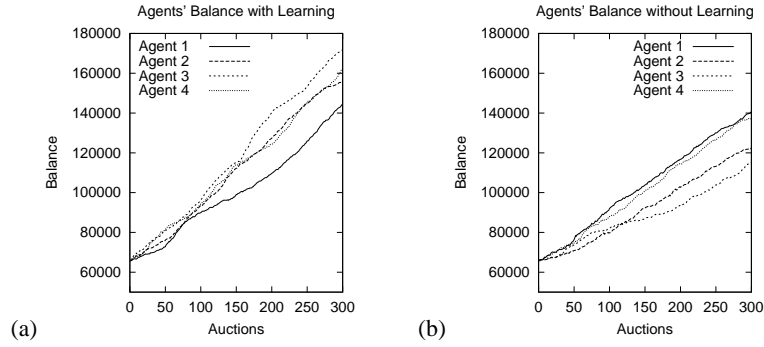 Agents' Balance with Learning
180000
160000
140000
120000
100000
80000
60000
Balance
Agent 1
Agent 2
Agent 3
Agent 4
0 50 100 150 200 250 300
Auctions
(a)
Agents' Balance without Learning
180000
160000
140000
120000
100000
80000
60000
Balance
Agent 1
Agent 2
Agent 3
Agent 4
0 50 100 150 200 250 300
Auctions
(b)